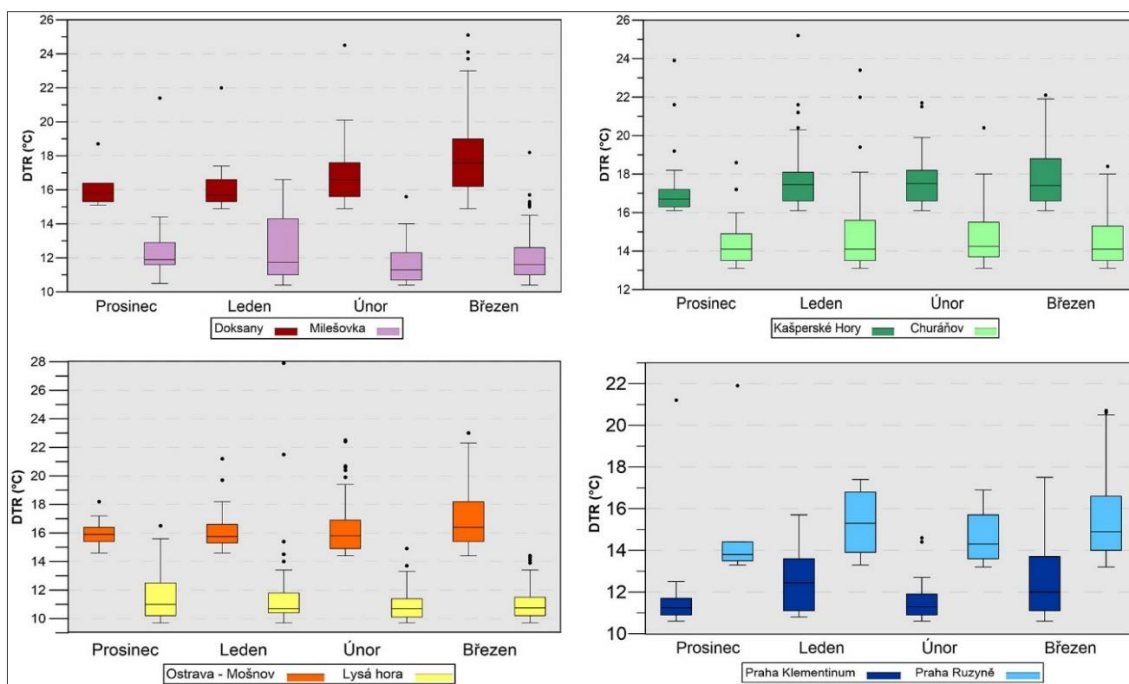 26
24
22
20
18
16
14
12
10
DTR (°C)
Prosinec Leden Únor Březen
Doksany Milešovka
26
24
22
20
18
16
14
12
DTR (°C)
Prosinec Leden Únor Březen
Kašperské Hory Churáňov
28
26
24
22
20
18
16
14
12
10
DTR (°C)
Prosinec Leden Únor Březen
Ostrava - Mošnov Lysá hora
22
20
18
16
14
12
10
DTR (°C)
Prosinec Leden Únor Březen
Praha Klementinum Praha Ruzyně